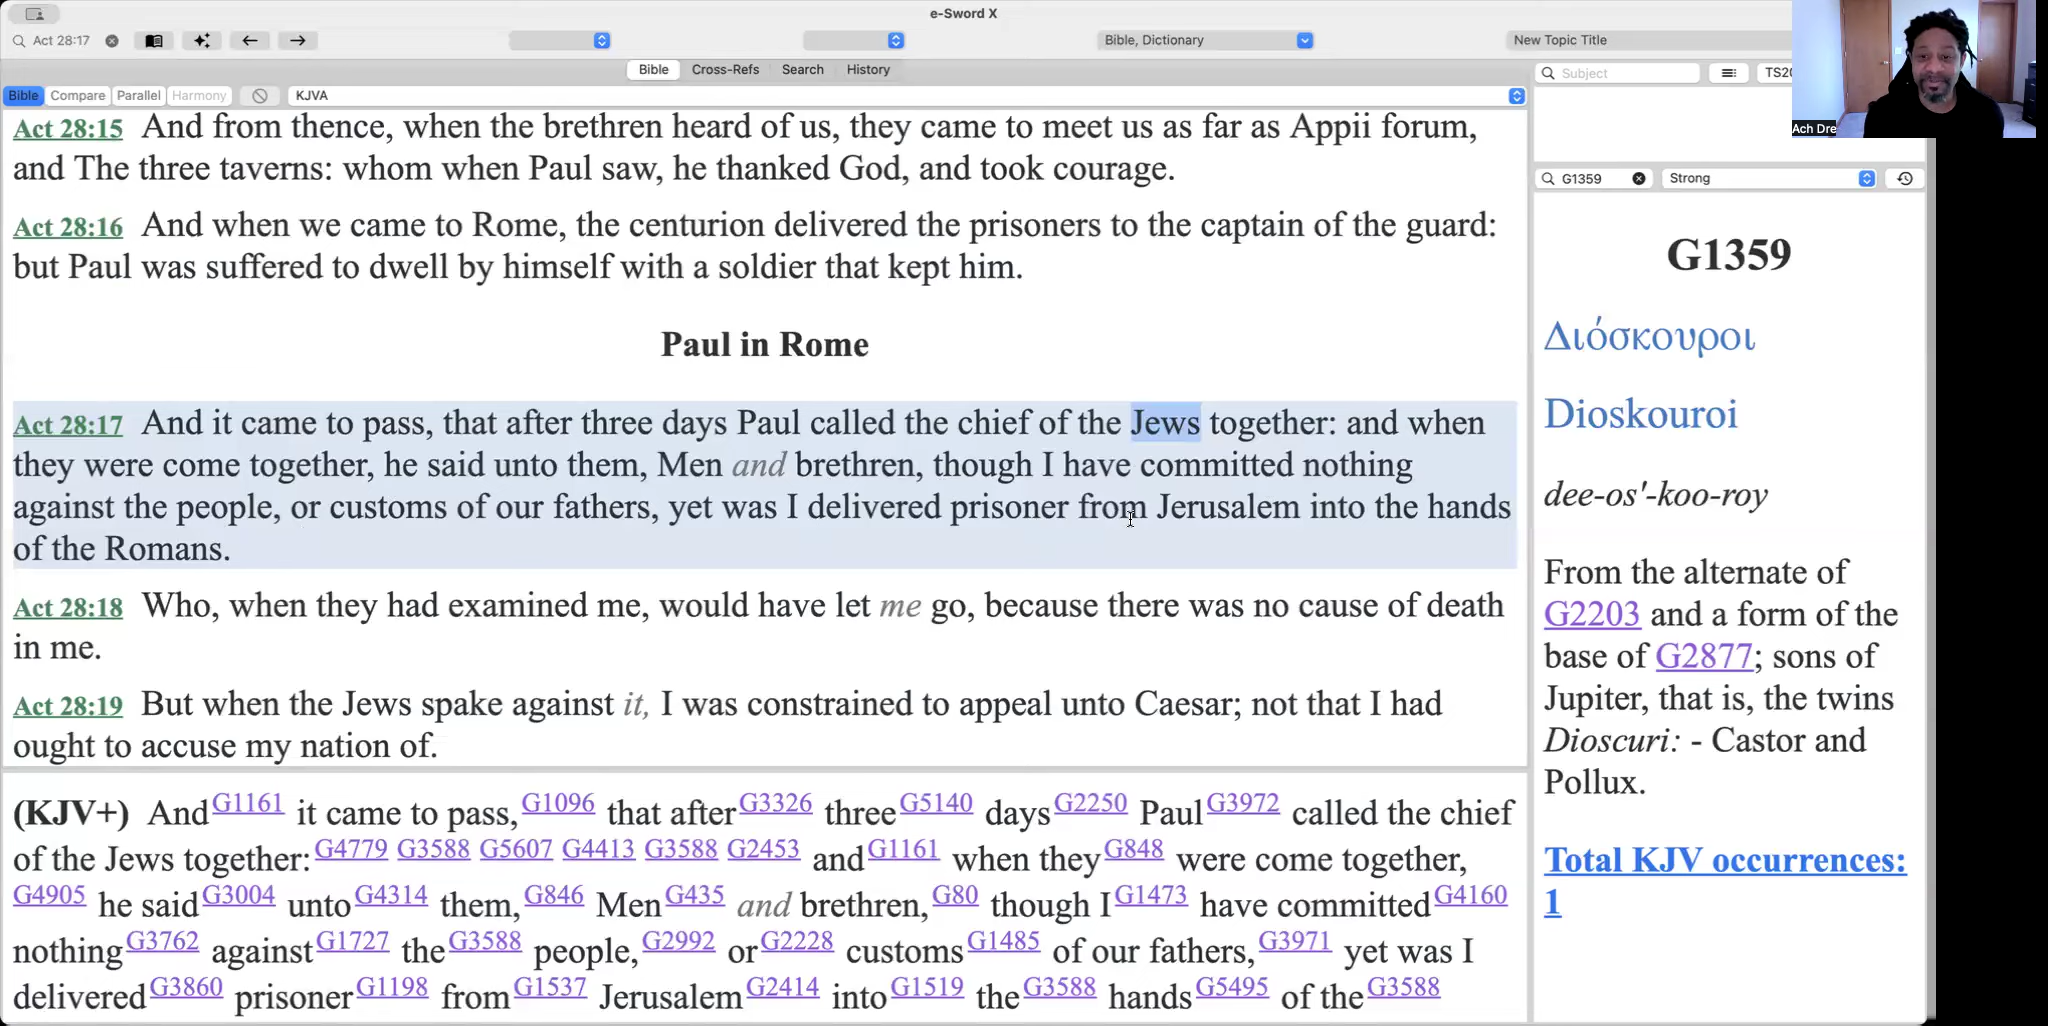 e-Sword X
Act 28:17
Bible, Dictionary
New Topic Title
Bible Cross-Refs Search History
Subject
TS20
Bible Compare Parallel Harmony
KJVA
Ach Dre
Act 28:15 And from thence, when the brethren heard of us, they came to meet us as far as Appii forum,
and The three taverns: whom when Paul saw, he thanked God, and took courage.
Act 28:16 And when we came to Rome, the centurion delivered the prisoners to the captain of the guard:
but Paul was suffered to dwell by himself with a soldier that kept him.
Paul in Rome
Act 28:17 And it came to pass, that after three days Paul called the chief of the Jews together: and when
they were come together, he said unto them, Men and brethren, though I have committed nothing
against the people, or customs of our fathers, yet was I delivered prisoner from Jerusalem into the hands
of the Romans.
Act 28:18 Who, when they had examined me, would have let me go, because there was no cause of death
in me.
Act 28:19 But when the Jews spake against it, I was constrained to appeal unto Caesar; not that I had
ought to accuse my nation of.
(KJV+) And G1161 it came to pass, G1096 that after G3326 three G5140 days G2250 Paul G3972 called the chief
of the Jews together: G4779 G3588 G5607 G4413 G3588 G2453 and G1161 when they G848 were come together,
G4905 he said G3004 unto G4314 them, G846 Men G435 and brethren, G80 though I G1473 have committed G4160
nothing G3762 against G1727 the G3588 people, G2992 or G2228 customs G1485 of our fathers, G3971 yet was I
delivered G3860 prisoner G1198 from G1537 Jerusalem G2414 into G1519 the G3588 hands G5495 of the G3588
G1359
Strong
G1359
Διόσκουροι
Dioskouroi
dee-os'-koo-roy
From the alternate of
G2203 and a form of the
base of G2877; sons of
Jupiter, that is, the twins
Dioscuri: - Castor and
Pollux.
Total KJV occurrences:
1